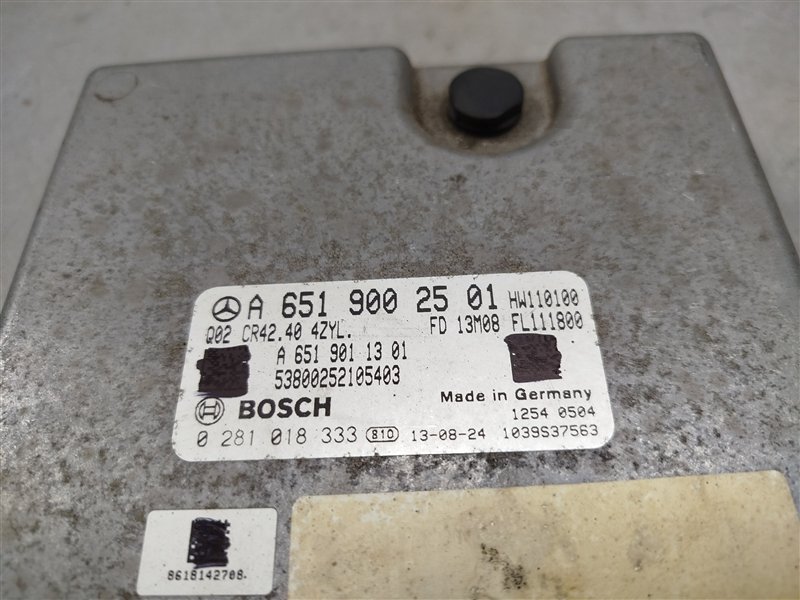 A 651 900 25 01 HW110100
Q02 CR42.40 4ZYL. FD 13M08 FL111800
A 651 901 13 01
53800252105403
BOSCH Made in Germany
1254 0504
0 281 018 333 810 13-08-24 1039S37563
8618142708